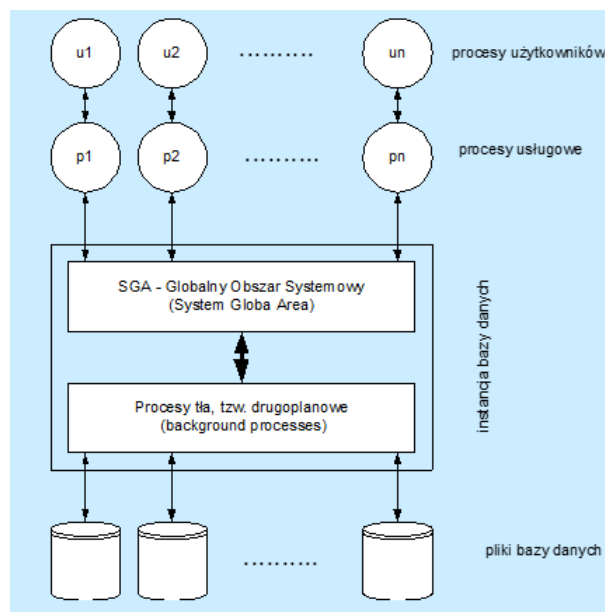 u1 u2 ......... un procesy użytkowników
p1 p2 ......... pn procesy usługowe
SGA - Globalny Obszar Systemowy
(System Globa Area)
Procesy tła, tzw. drugoplanowe
(background processes)
instancja bazy danych
.......... pliki bazy danych